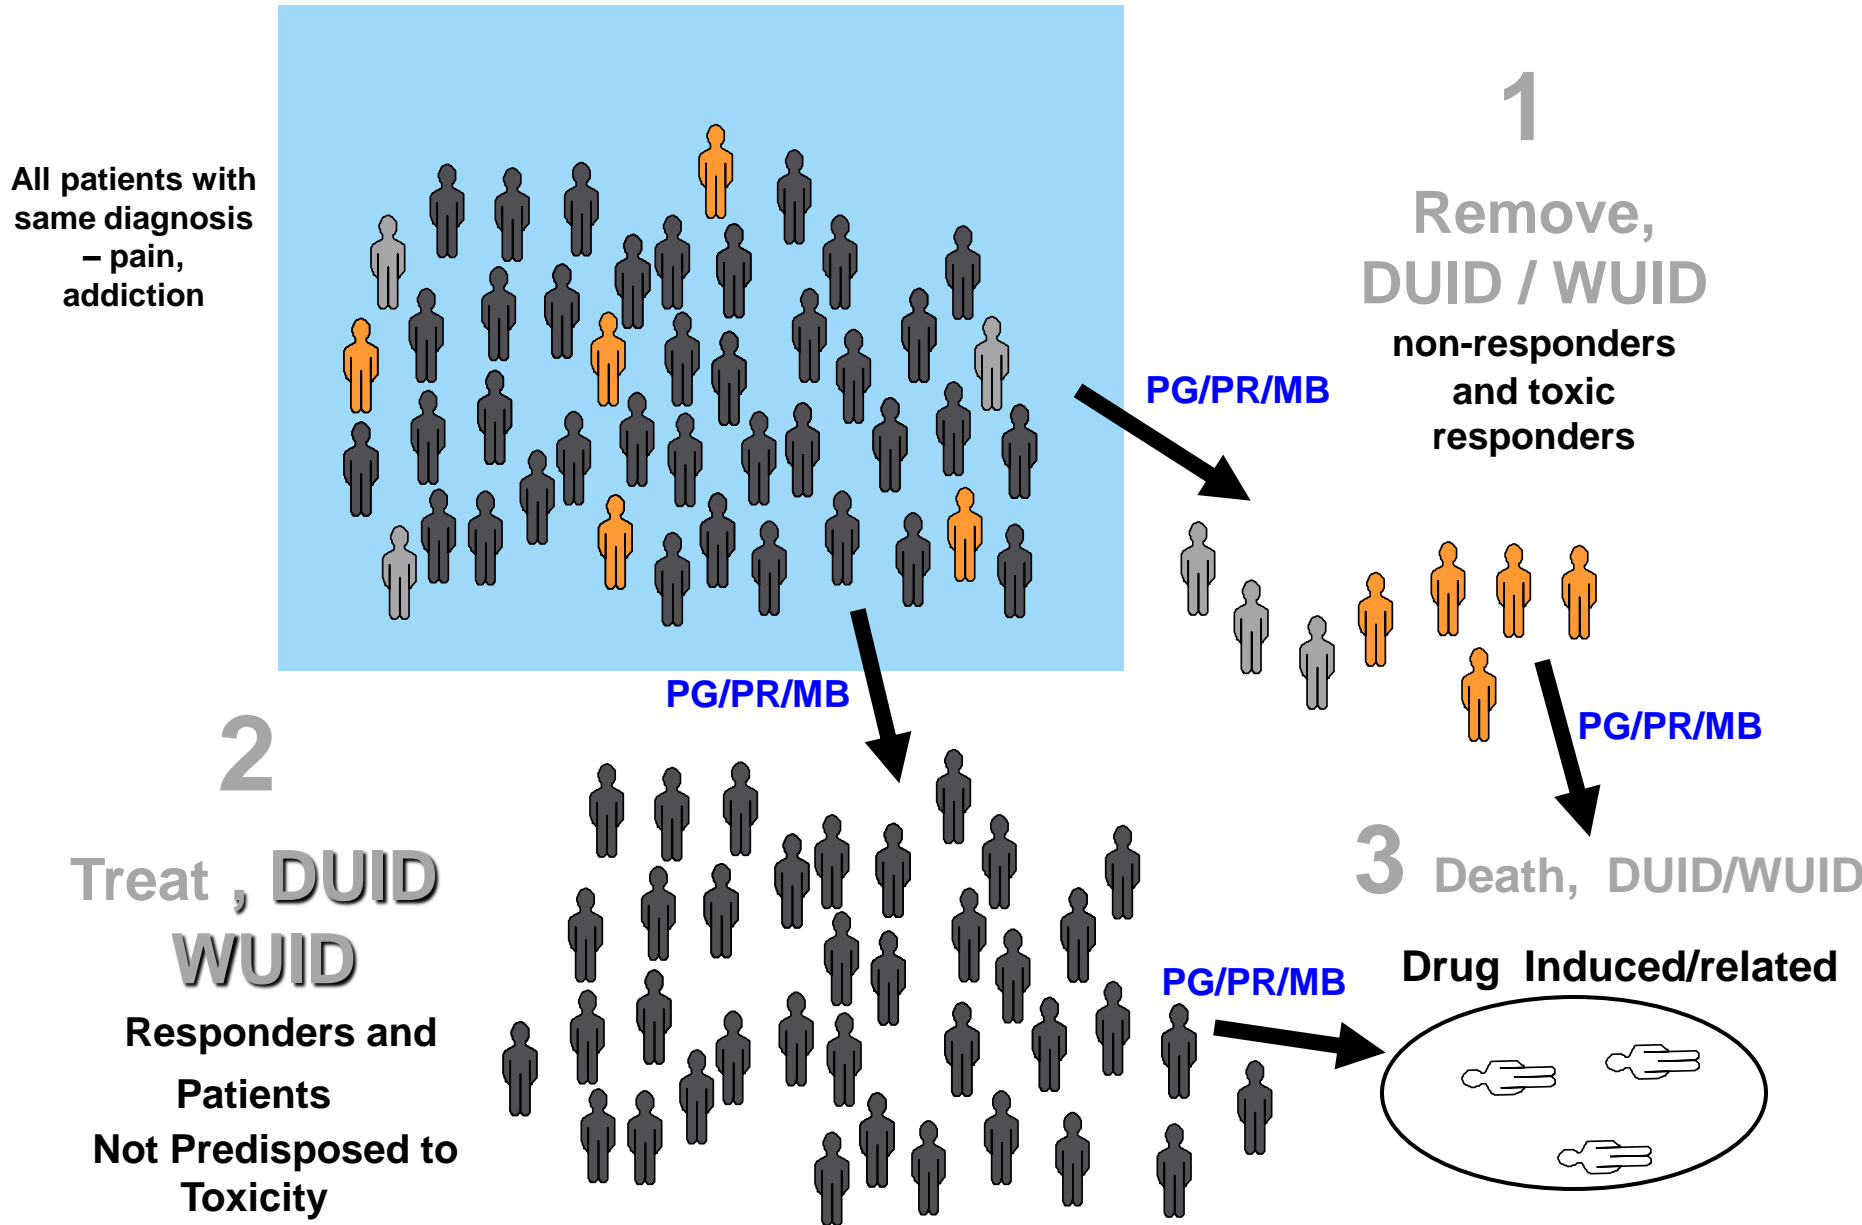 All patients with
same diagnosis
– pain,
addiction
1
Remove,
DUID / WUID
non-responders
and toxic
responders
PG/PR/MB
PG/PR/MB
PG/PR/MB
2
Treat , DUID
WUID
Responders and
Patients
Not Predisposed to
Toxicity
3 Death, DUID/WUID
Drug Induced/related
PG/PR/MB